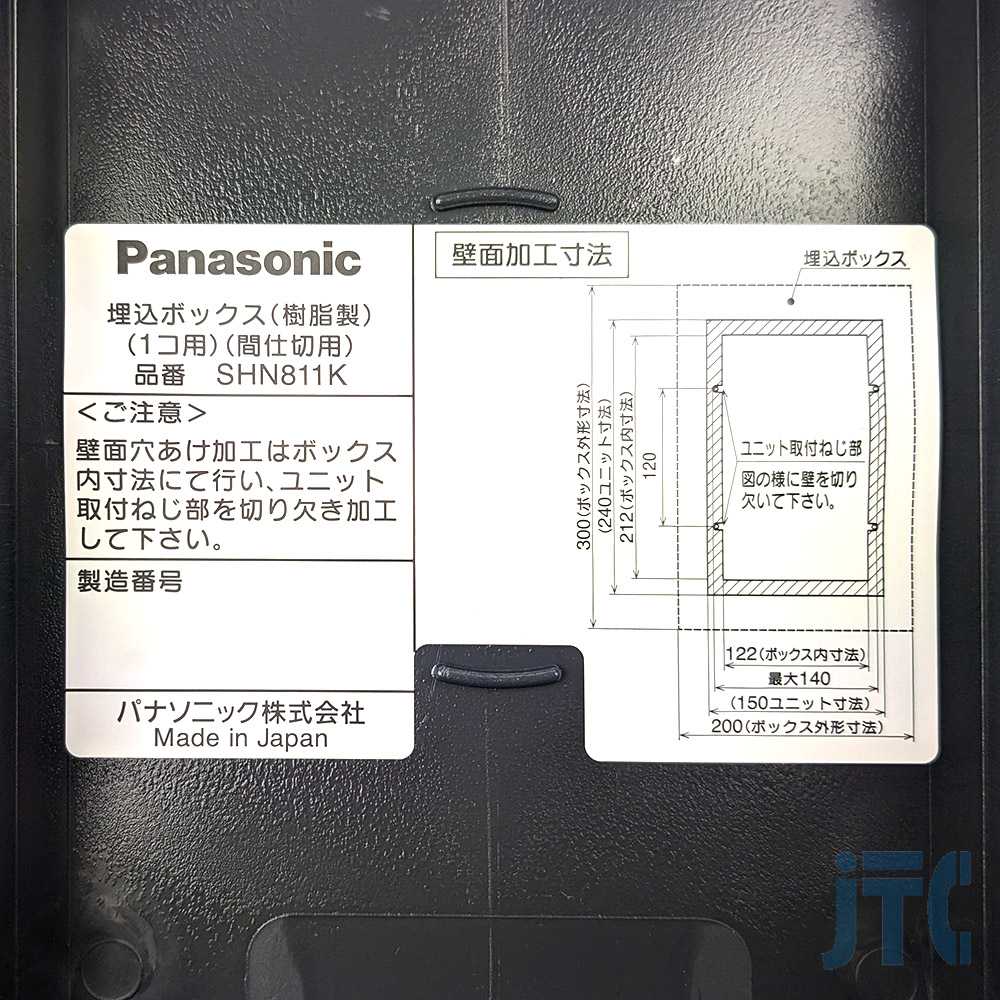 Panasonic
埋込ボックス(樹脂製)
(1コ用)(間仕切用)
品番 SHN811K
<ご注意>
壁面穴あけ加工はボックス
内寸法にて行い、ユニット
取付ねじ部を切り欠き加工
して下さい。
製造番号
パナソニック株式会社
Made in Japan
壁面加工寸法
埋込ボックス
300(ボックス外形寸法)
(240ユニット寸法)
212(ボックス内寸法)
120
ユニット取付ねじ部
図の様に壁を切り
欠いて下さい。
122(ボックス内寸法)
最大140
(150ユニット寸法)
200(ボックス外形寸法)
JTC